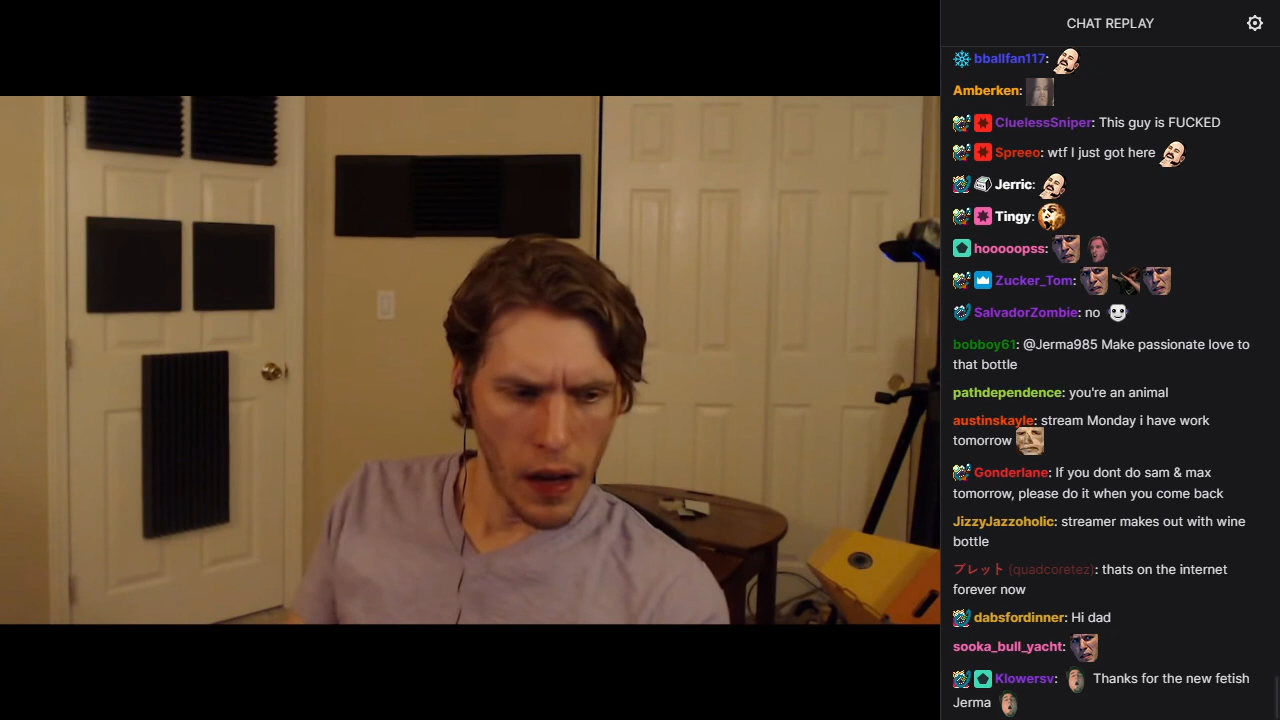 CHAT REPLAY
bballfan117:
Amberken:
CluelessSniper: This guy is FUCKED
Spreeo: wtf I just got here
Jerric:
Tingy:
hooooopss:
Zucker_Tom:
SalvadorZombie: no
bobboy61: @Jerma985 Make passionate love to
that bottle
pathdependence: you're an animal
austinskayle: stream Monday i have work
tomorrow
Gonderlane: If you dont do sam & max
tomorrow, please do it when you come back
JizzyJazzoholic: streamer makes out with wine
bottle
ブレット (quadcoretez): thats on the internet
forever now
dabsfordinner: Hi dad
sooka_bull_yacht:
Klowersv: Thanks for the new fetish
Jerma